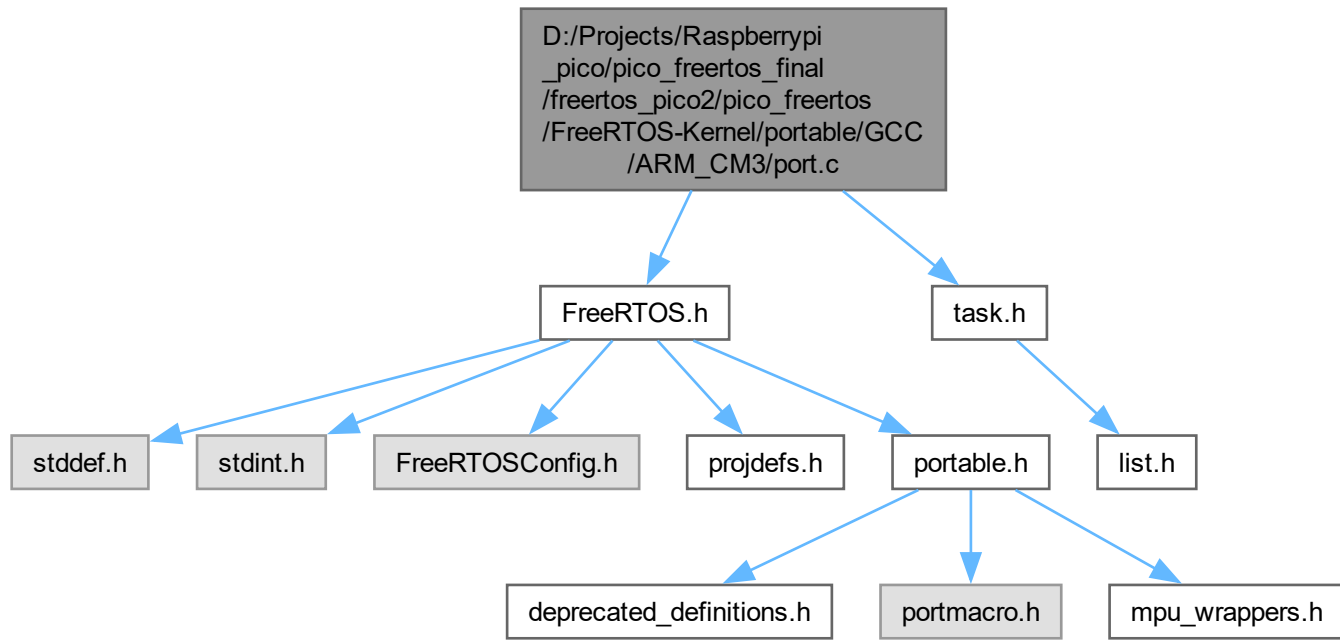 D:/Projects/Raspberrypi
_pico/pico_freertos_final
/freertos_pico2/pico_freertos
/FreeRTOS-Kernel/portable/GCC
/ARM_CM3/port.c
FreeRTOS.h
task.h
stddef.h
stdint.h
FreeRTOSConfig.h
projdefs.h
portable.h
list.h
deprecated_definitions.h
portmacro.h
mpu_wrappers.h